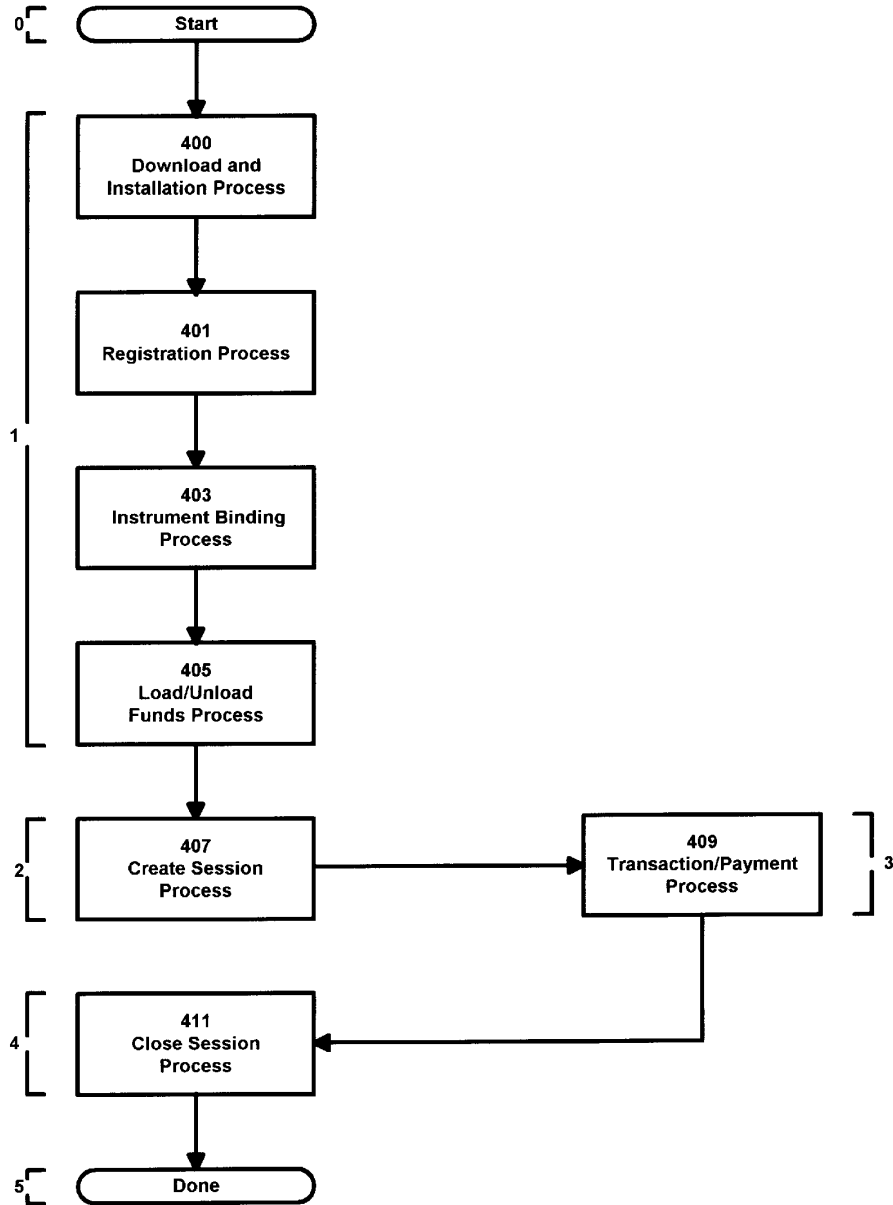 0
Start
400
Download and
Installation Process
401
Registration Process
1
403
Instrument Binding
Process
405
Load/Unload
Funds Process
2
407
Create Session
Process
409
Transaction/Payment
Process
3
4
411
Close Session
Process
5
Done